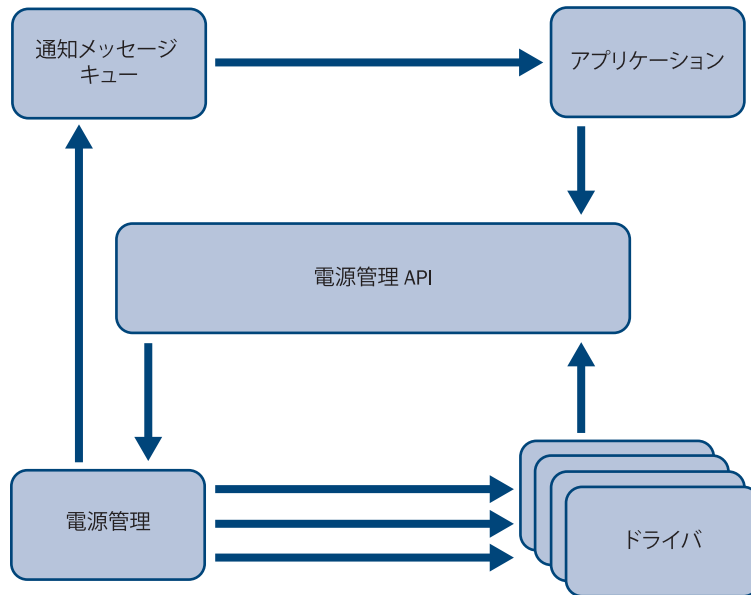 通知メッセージ
キュー
アプリケーション
電源管理 API
電源管理
ドライバ